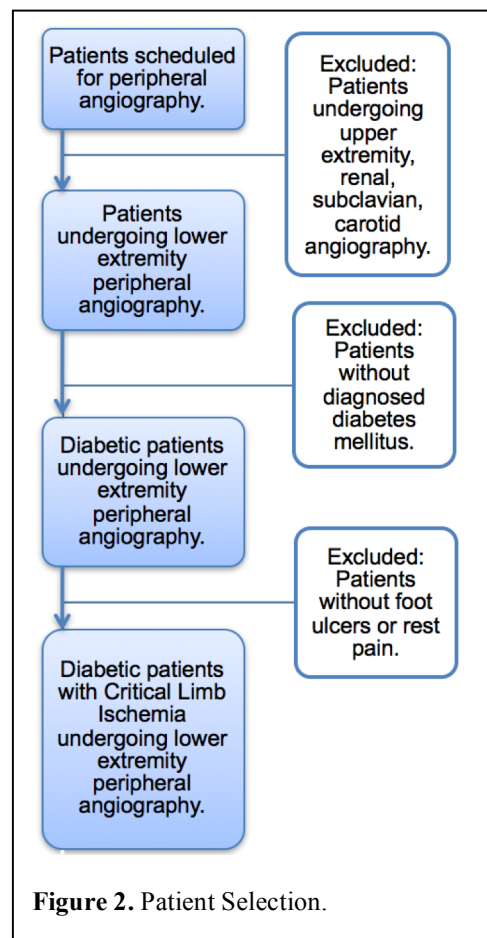 Patients scheduled
for peripheral
angiography.
Excluded:
Patients
undergoing
upper
extremity,
renal,
subclavian,
carotid
angiography.
Patients
undergoing lower
extremity
peripheral
angiography.
Excluded:
Patients
without
diagnosed
diabetes
mellitus.
Diabetic patients
undergoing lower
extremity
peripheral
angiography.
Excluded:
Patients
without foot
ulcers or rest
pain.
Diabetic patients
with Critical Limb
Ischemia
undergoing lower
extremity
peripheral
angiography.
Figure 2. Patient Selection.